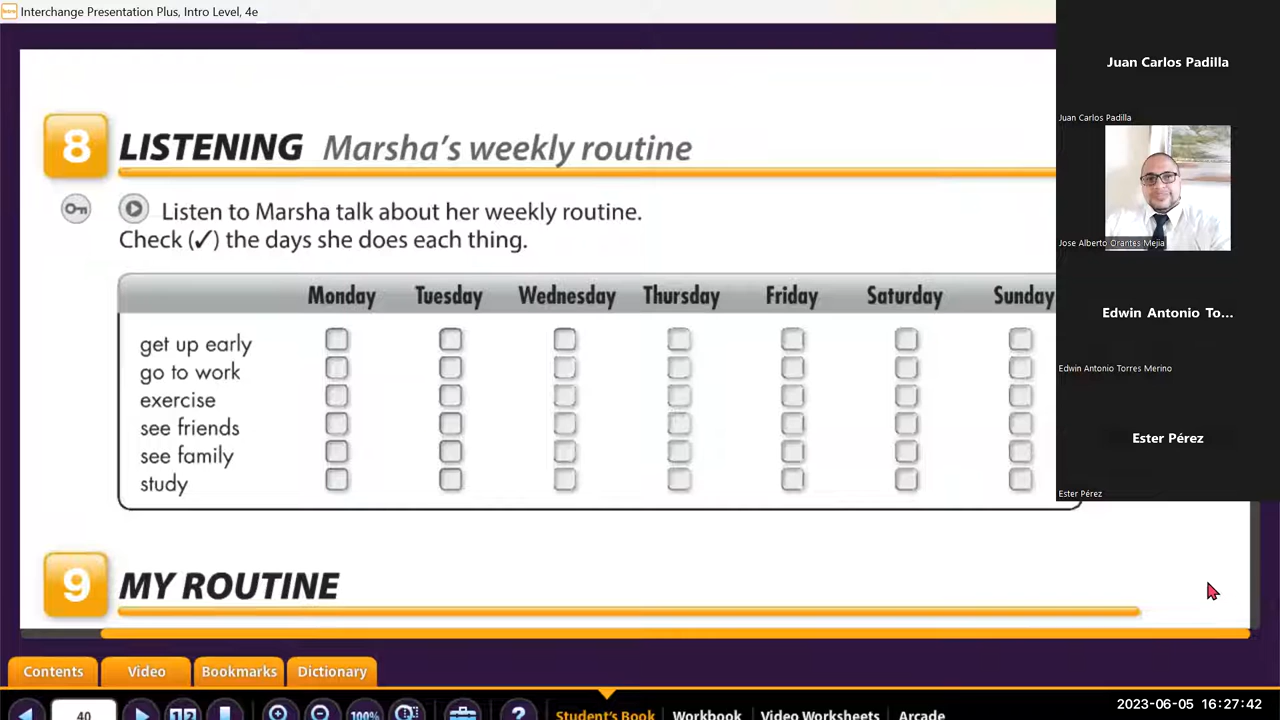 Interchange Presentation Plus, Intro Level, 4e
8 LISTENING Marsha's weekly routine
Listen to Marsha talk about her weekly routine.
Check (✓) the days she does each thing.
Monday Tuesday Wednesday Thursday Friday Saturday Sunday
get up early
go to work
exercise
see friends
see family
study
9 MY ROUTINE
Contents Video Bookmarks Dictionary
40 1 2 100% ? Student's Book Workbook Video Worksheets Arcade
Juan Carlos Padilla
Juan Carlos Padilla
Jose Alberto Orantes Mejia
Edwin Antonio To...
Edwin Antonio Torres Merino
Ester Pérez
Ester Pérez
2023-06-05 16:27:42